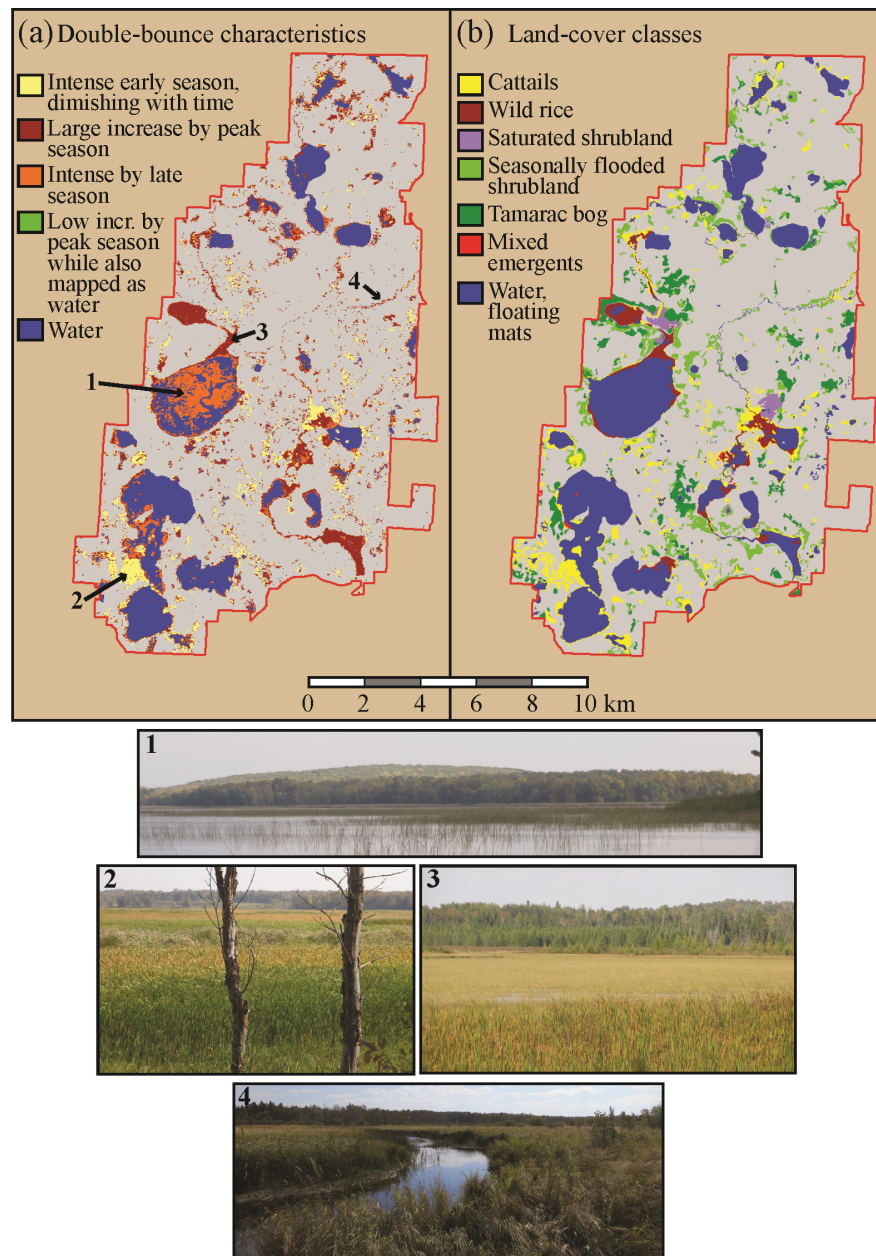 (a) Double-bounce characteristics
Intense early season,
dimishing with time
Large increase by peak
season
Intense by late
season
Low incr. by
peak season
while also
mapped as
water
Water
1
2
3
4
(b) Land-cover classes
Cattails
Wild rice
Saturated shrubland
Seasonally flooded
shrubland
Tamarac bog
Mixed
emergents
Water,
floating
mats
0 2 4 6 8 10 km
1
2
3
4